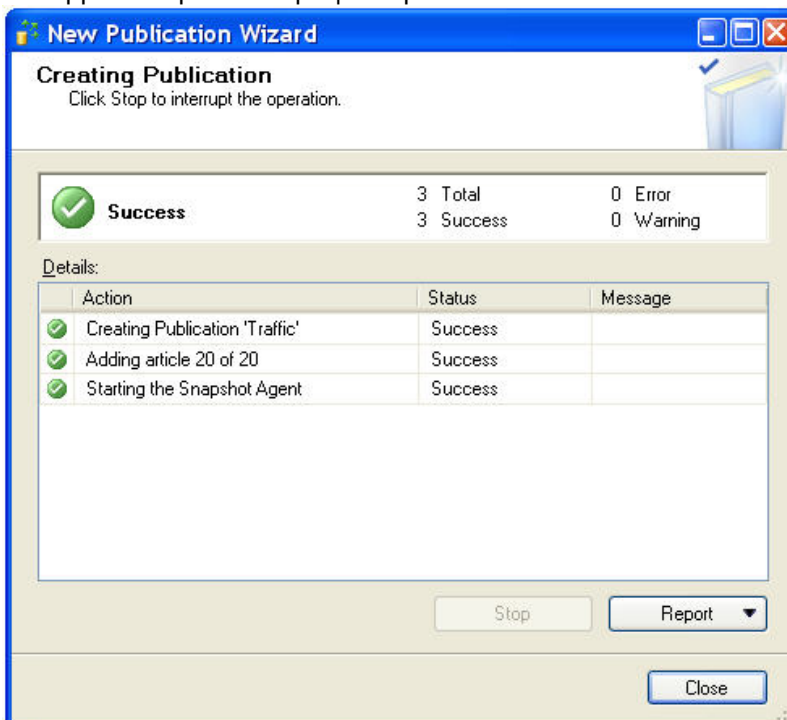 New Publication Wizard
Creating Publication
Click Stop to interrupt the operation.
Success
3 Total 0 Error
3 Success 0 Warning
Details:
Action Status Message
Creating Publication 'Traffic' Success
Adding article 20 of 20 Success
Starting the Snapshot Agent Success
Stop Report
Close